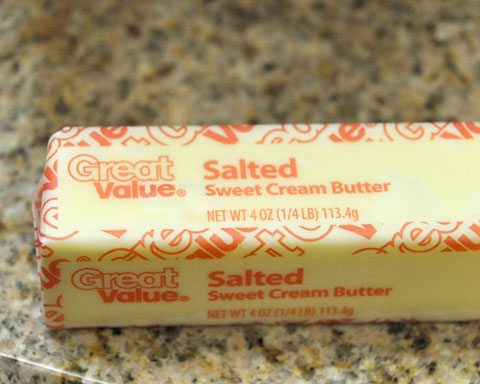 Great
Value®
Salted
Sweet Cream Butter
NET WT 4 OZ (1/4 LB) 113.4g
Great
Value®
Salted
Sweet Cream Butter
NET WT 4 OZ (1/4 LB) 113.4g